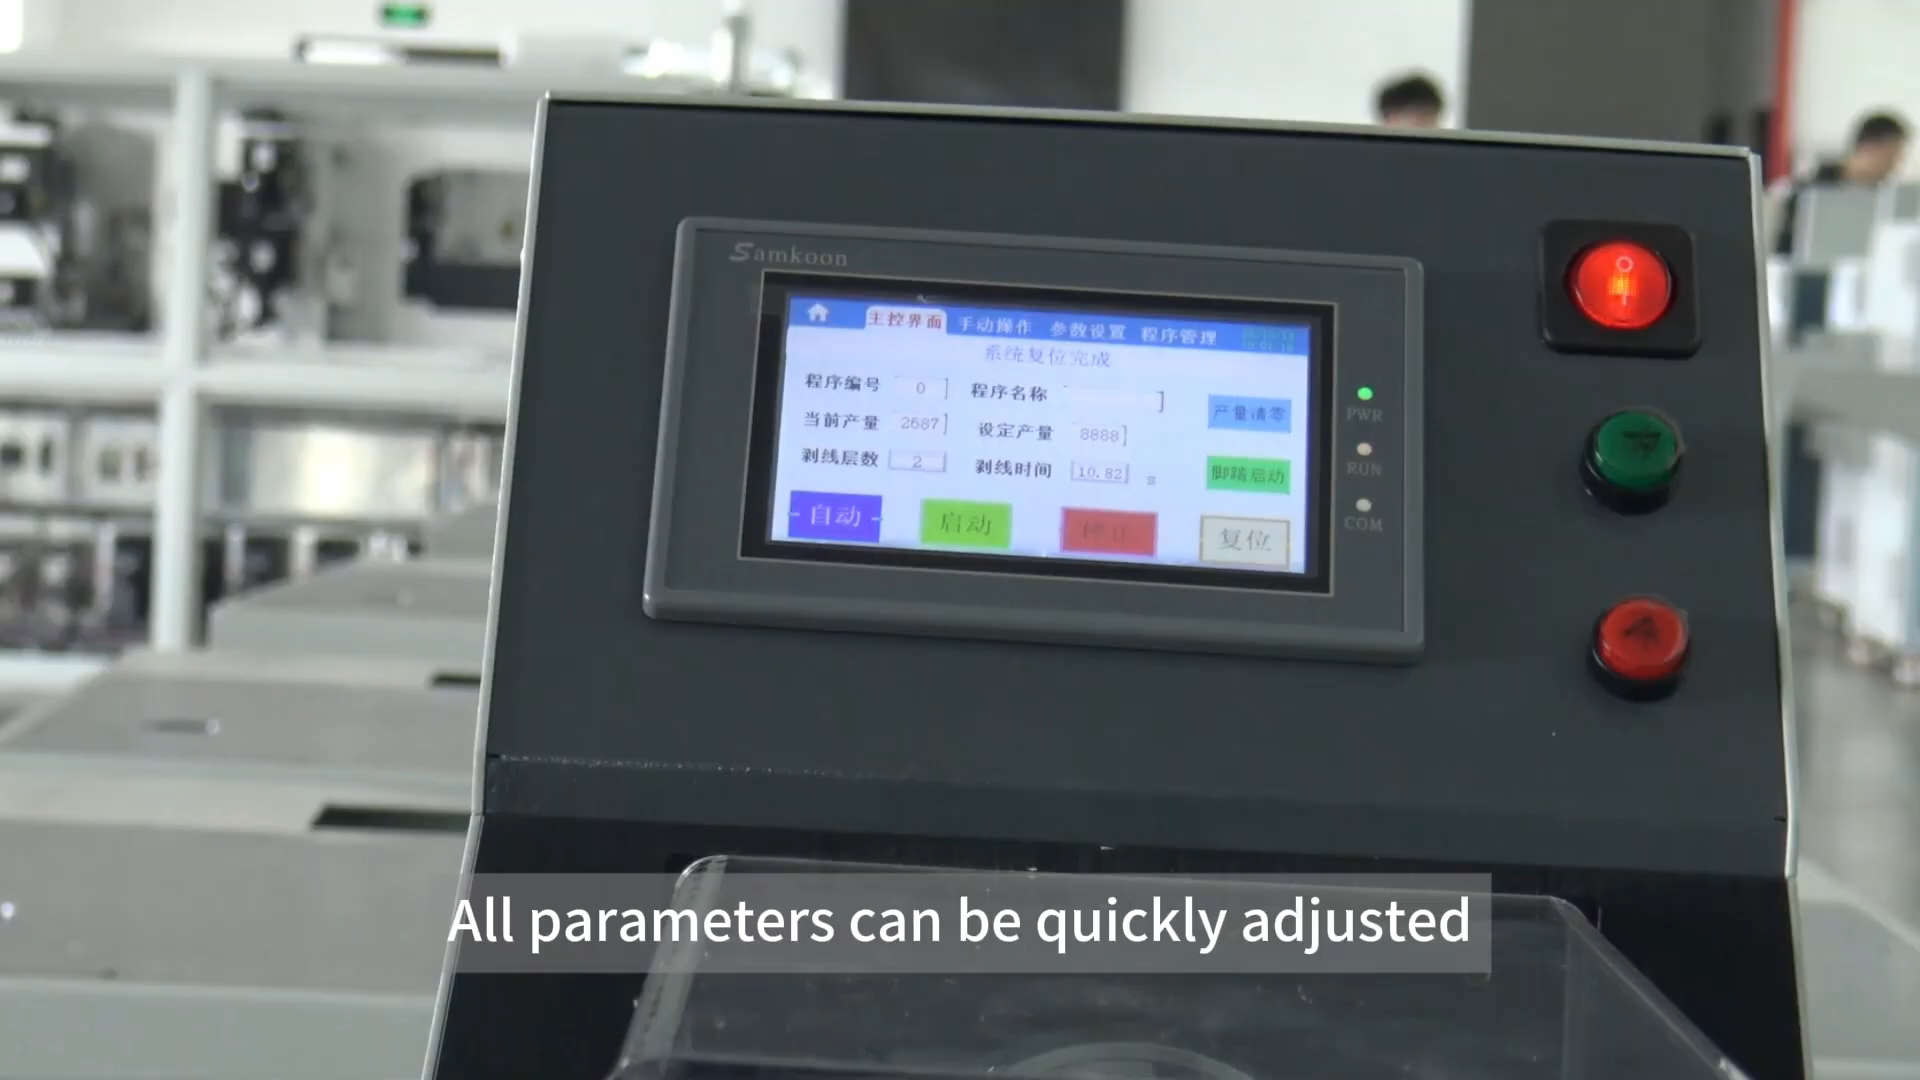 Samkoon
主控界面 手动操作 参数设置 程序管理
系统复位完成
程序编号 0 程序名称
产量清零
当前产量 2687 设定产量 8888
剥线层数 2 剥线时间 10.82 s
脚踏启动
自动 启动 停止 复位
PWR
RUN
COM
All parameters can be quickly adjusted